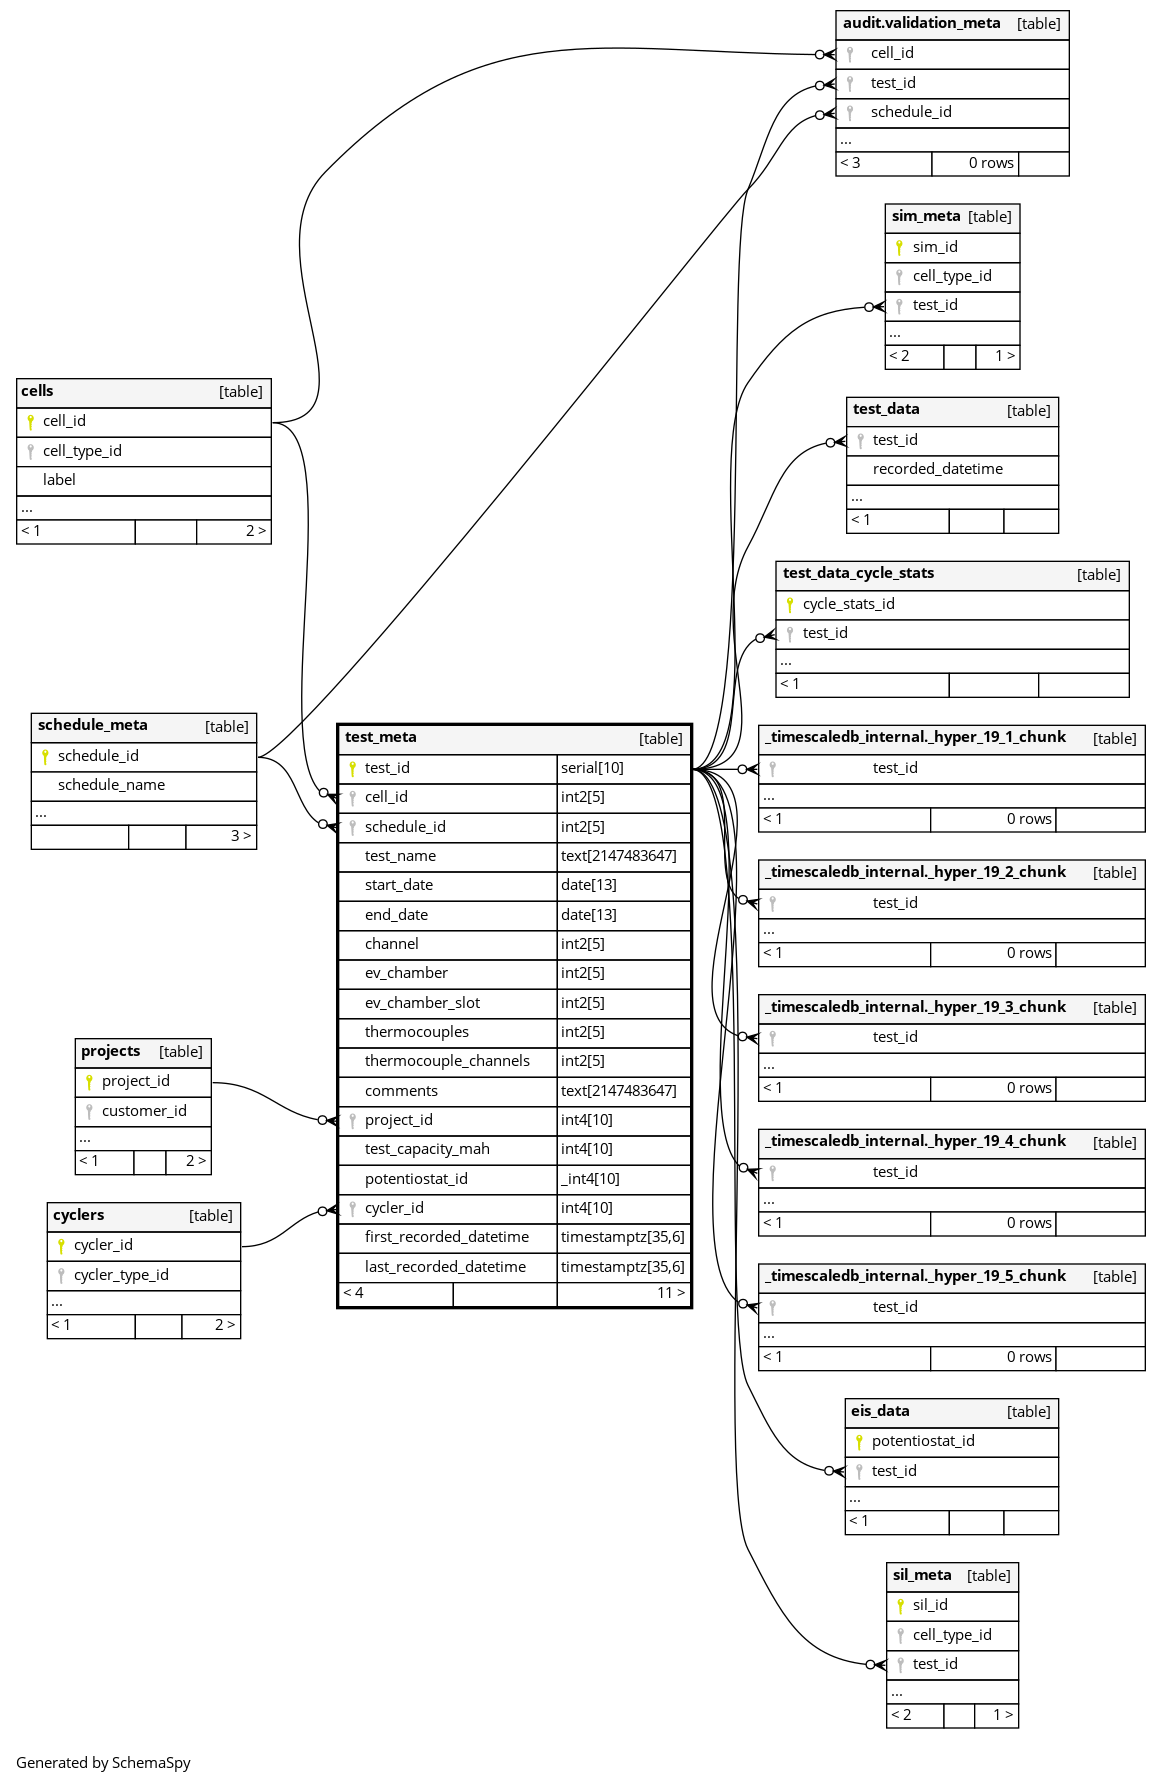 audit.validation_meta [table]
cell_id
test_id
schedule_id
...
< 3 0 rows
sim_meta [table]
sim_id
cell_type_id
test_id
...
< 2 1 >
cells [table]
cell_id
cell_type_id
label
...
< 1 2 >
test_data [table]
test_id
recorded_datetime
...
< 1
test_data_cycle_stats [table]
cycle_stats_id
test_id
...
< 1
schedule_meta [table]
schedule_id
schedule_name
...
3 >
test_meta [table]
test_id serial[10]
cell_id int2[5]
schedule_id int2[5]
test_name text[2147483647]
start_date date[13]
end_date date[13]
channel int2[5]
ev_chamber int2[5]
ev_chamber_slot int2[5]
thermocouples int2[5]
thermocouple_channels int2[5]
comments text[2147483647]
project_id int4[10]
test_capacity_mah int4[10]
potentiostat_id _int4[10]
cycler_id int4[10]
first_recorded_datetime timestamptz[35,6]
last_recorded_datetime timestamptz[35,6]
< 4 11 >
_timescaledb_internal._hyper_19_1_chunk [table]
test_id
...
< 1 0 rows
_timescaledb_internal._hyper_19_2_chunk [table]
test_id
...
< 1 0 rows
_timescaledb_internal._hyper_19_3_chunk [table]
test_id
...
< 1 0 rows
projects [table]
project_id
customer_id
...
< 1 2 >
_timescaledb_internal._hyper_19_4_chunk [table]
test_id
...
< 1 0 rows
cyclers [table]
cycler_id
cycler_type_id
...
< 1 2 >
_timescaledb_internal._hyper_19_5_chunk [table]
test_id
...
< 1 0 rows
eis_data [table]
potentiostat_id
test_id
...
< 1
sil_meta [table]
sil_id
cell_type_id
test_id
...
< 2 1 >
Generated by SchemaSpy